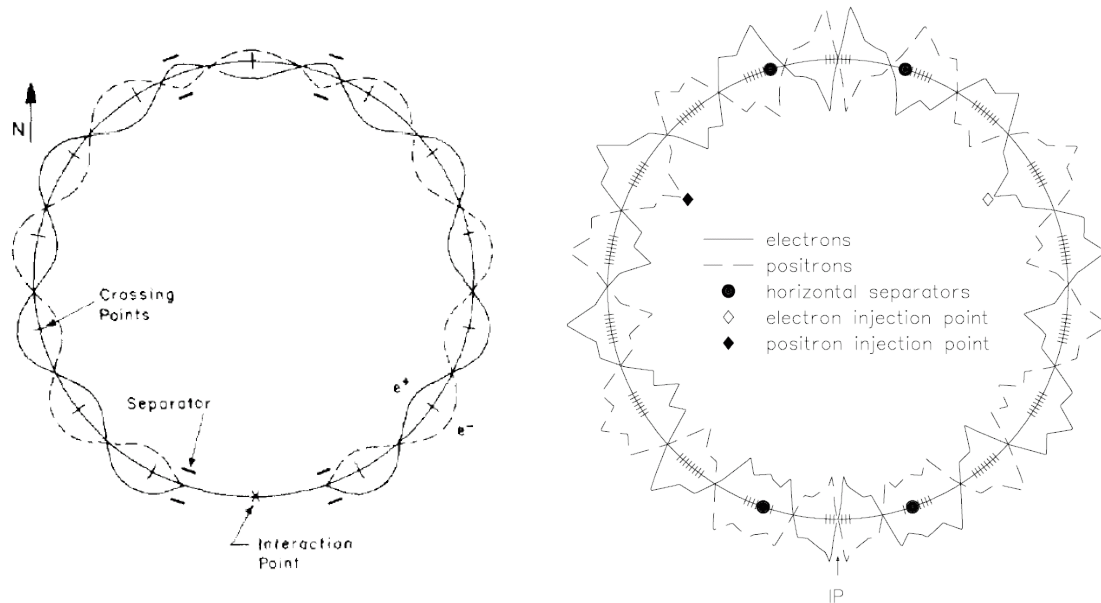 N
Crossing
Points
Separator
e+
e-
Interaction
Point
electrons
positrons
horizontal separators
electron injection point
positron injection point
IP